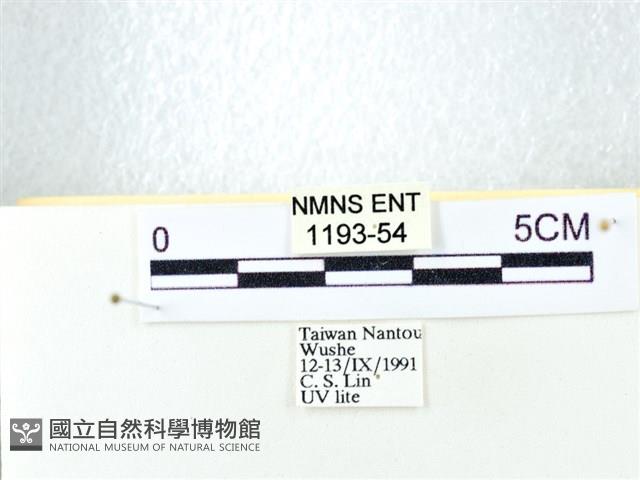 NMNS ENT
1193-54
0 5CM
Taiwan Nantou
Wushe
12-13/IX/1991
C. S. Lin
UV lite
國立自然科學博物館
NATIONAL MUSEUM OF NATURAL SCIENCE